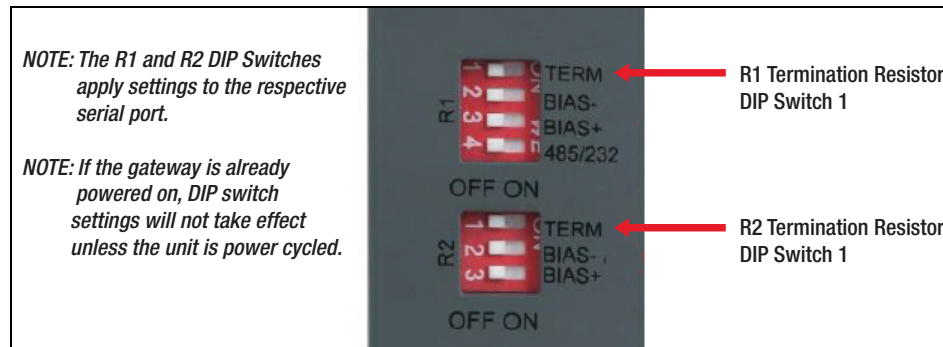 NOTE: The R1 and R2 DIP Switches
apply settings to the respective
serial port.
NOTE: If the gateway is already
powered on, DIP switch
settings will not take effect
unless the unit is power cycled.
R1
1
2
3
4
ON
TERM
BIAS-
BIAS+
485/232
OFF ON
R2
1
2
3
TERM
BIAS-
BIAS+
OFF ON
R1 Termination Resistor
DIP Switch 1
R2 Termination Resistor
DIP Switch 1